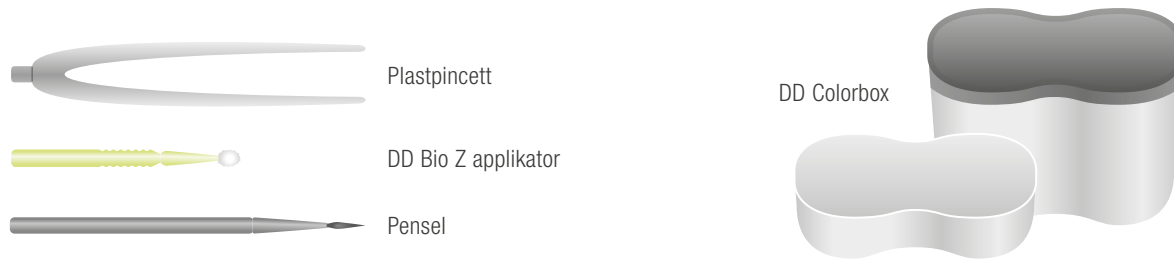 Plastpincett
DD Colorbox
DD Bio Z applikator
Pensel